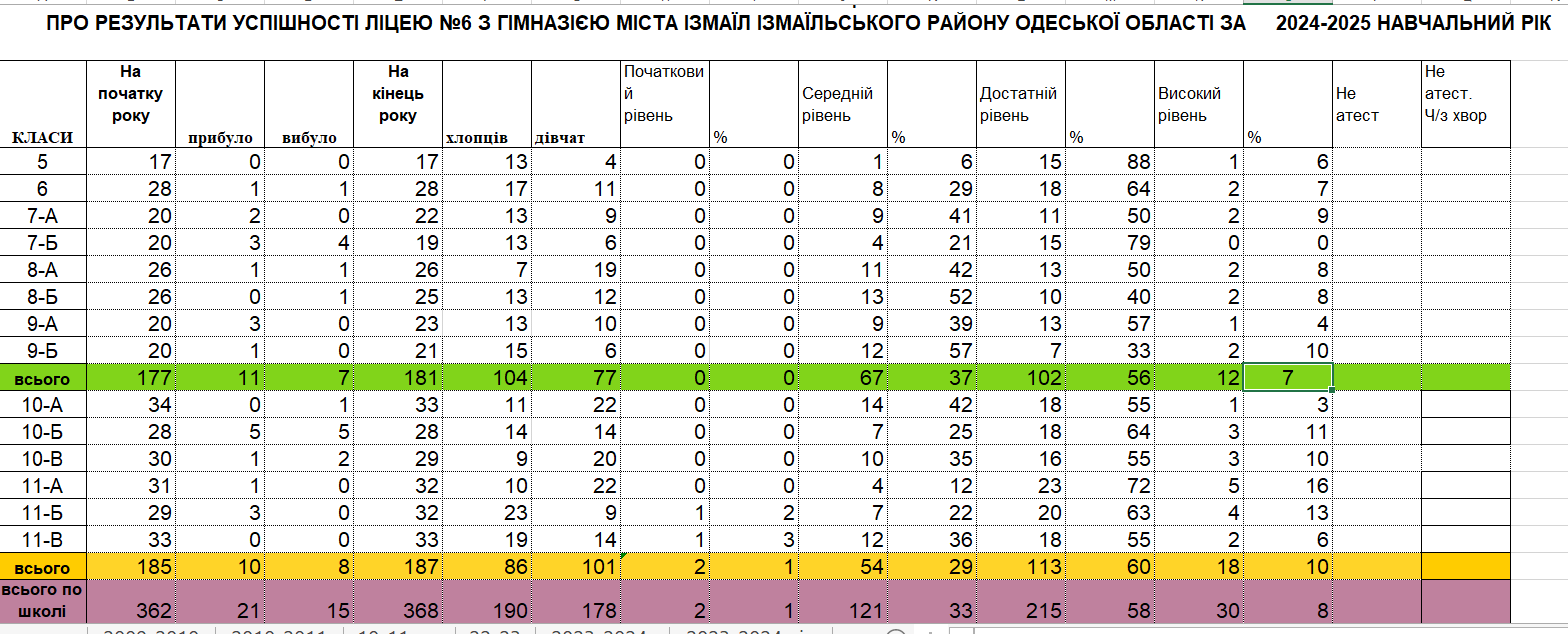 ПРО РЕЗУЛЬТАТИ УСПІШНОСТІ ЛІЦЕЮ №6 З ГІМНАЗІЄЮ МІСТА ІЗМАЇЛ ІЗМАЇЛЬСЬКОГО РАЙОНУ ОДЕСЬКОЇ ОБЛАСТІ ЗА 2024-2025 НАВЧАЛЬНИЙ РІК
КЛАСИ На початку року прибуло вибуло На кінець року хлопців дівчат Початковий рівень % Середній рівень % Достатній рівень % Високий рівень % Не атест Не атест. Ч/з хвор
5 17 0 0 17 13 4 0 0 1 6 15 88 1 6
6 28 1 1 28 17 11 0 0 8 29 18 64 2 7
7-А 20 2 0 22 13 9 0 0 9 41 11 50 2 9
7-Б 20 3 4 19 13 6 0 0 4 21 15 79 0 0
8-А 26 1 1 26 7 19 0 0 11 42 13 50 2 8
8-Б 26 0 1 25 13 12 0 0 13 52 10 40 2 8
9-А 20 3 0 23 13 10 0 0 9 39 13 57 1 4
9-Б 20 1 0 21 15 6 0 0 12 57 7 33 2 10
всього 177 11 7 181 104 77 0 0 67 37 102 56 12 7
10-А 34 0 1 33 11 22 0 0 14 42 18 55 1 3
10-Б 28 5 5 28 14 14 0 0 7 25 18 64 3 11
10-В 30 1 2 29 9 20 0 0 10 35 16 55 3 10
11-А 31 1 0 32 10 22 0 0 4 12 23 72 5 16
11-Б 29 3 0 32 23 9 1 2 7 22 20 63 4 13
11-В 33 0 0 33 19 14 1 3 12 36 18 55 2 6
всього 185 10 8 187 86 101 2 1 54 29 113 60 18 10
всього по школі 362 21 15 368 190 178 2 1 121 33 215 58 30 8